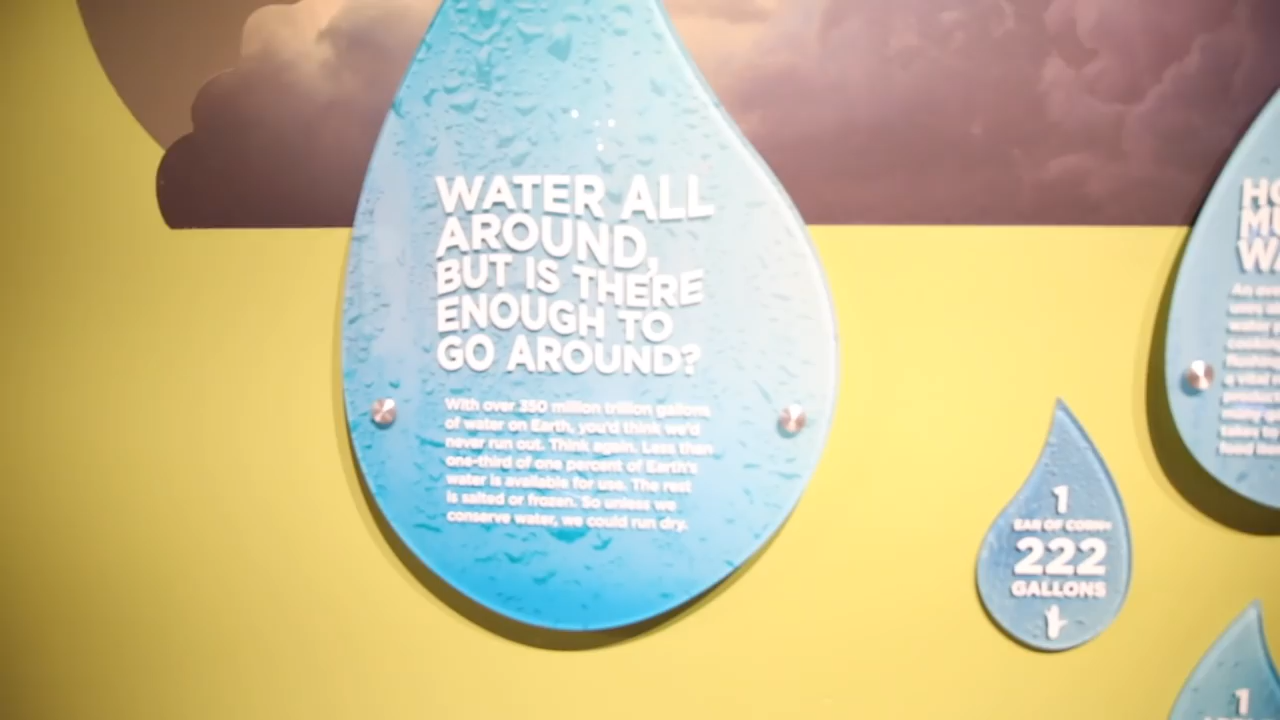 WATER ALL
AROUND,
BUT IS THERE
ENOUGH TO
GO AROUND?
With over 350 million trillion gallons
of water on Earth, you'd think we'd
never run out. Think again. Less than
one-third of one percent of Earth's
water is available for use. The rest
is salted or frozen. So unless we
conserve water, we could run dry.
1
EAR OF CORN=
222
GALLONS
1